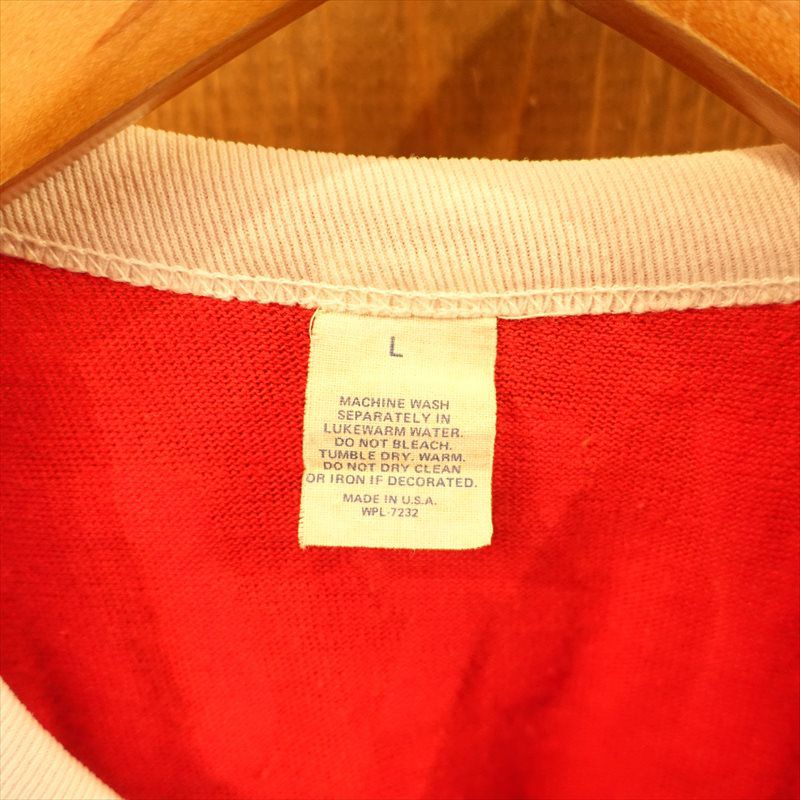 L
MACHINE WASH
SEPARATELY IN
LUKEWARM WATER.
DO NOT BLEACH.
TUMBLE DRY. WARM.
DO NOT DRY CLEAN
OR IRON IF DECORATED.
MADE IN U.S.A.
WPL-7232